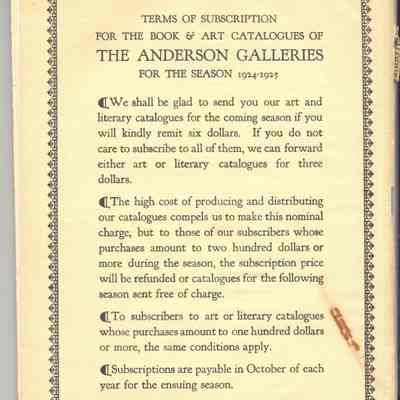 TERMS OF SUBSCRIPTION
FOR THE BOOK & ART CATALOGUES OF
THE ANDERSON GALLERIES
FOR THE SEASON 1924-1925
¶We shall be glad to send you our art and
literary catalogues for the coming season if you
will kindly remit six dollars. If you do not
care to subscribe to all of them, we can forward
either art or literary catalogues for three
dollars.
¶The high cost of producing and distributing
our catalogues compels us to make this nominal
charge, but to those of our subscribers whose
purchases amount to two hundred dollars or
more during the season, the subscription price
will be refunded or catalogues for the following
season sent free of charge.
¶To subscribers to art or literary catalogues
whose purchases amount to one hundred dollars
or more, the same conditions apply.
¶Subscriptions are payable in October of each
year for the ensuing season.